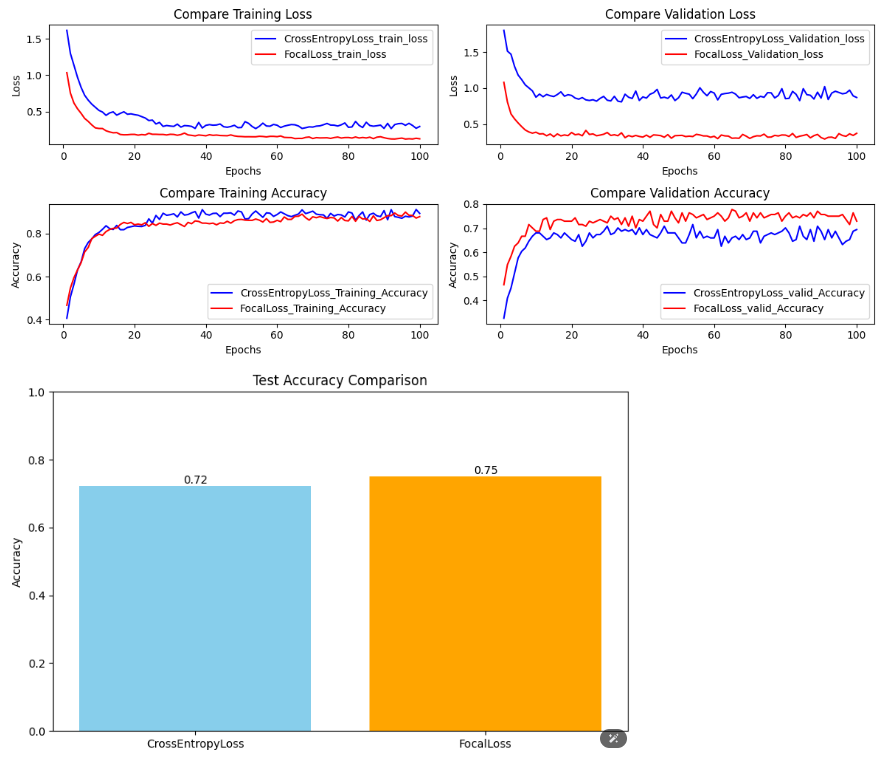 Compare Training Loss
Loss
1.5
1.0
0.5
CrossEntropyLoss_train_loss
FocalLoss_train_loss
0 20 40 60 80 100
Epochs
Compare Validation Loss
Loss
1.5
1.0
0.5
CrossEntropyLoss_Validation_loss
FocalLoss_Validation_loss
0 20 40 60 80 100
Epochs
Compare Training Accuracy
Accuracy
0.8
0.6
0.4
CrossEntropyLoss_Training_Accuracy
FocalLoss_Training_Accuracy
0 20 40 60 80 100
Epochs
Compare Validation Accuracy
Accuracy
0.8
0.7
0.6
0.5
0.4
CrossEntropyLoss_valid_Accuracy
FocalLoss_valid_Accuracy
0 20 40 60 80 100
Epochs
Test Accuracy Comparison
Accuracy
1.0
0.8
0.6
0.4
0.2
0.0
0.72
0.75
CrossEntropyLoss
FocalLoss